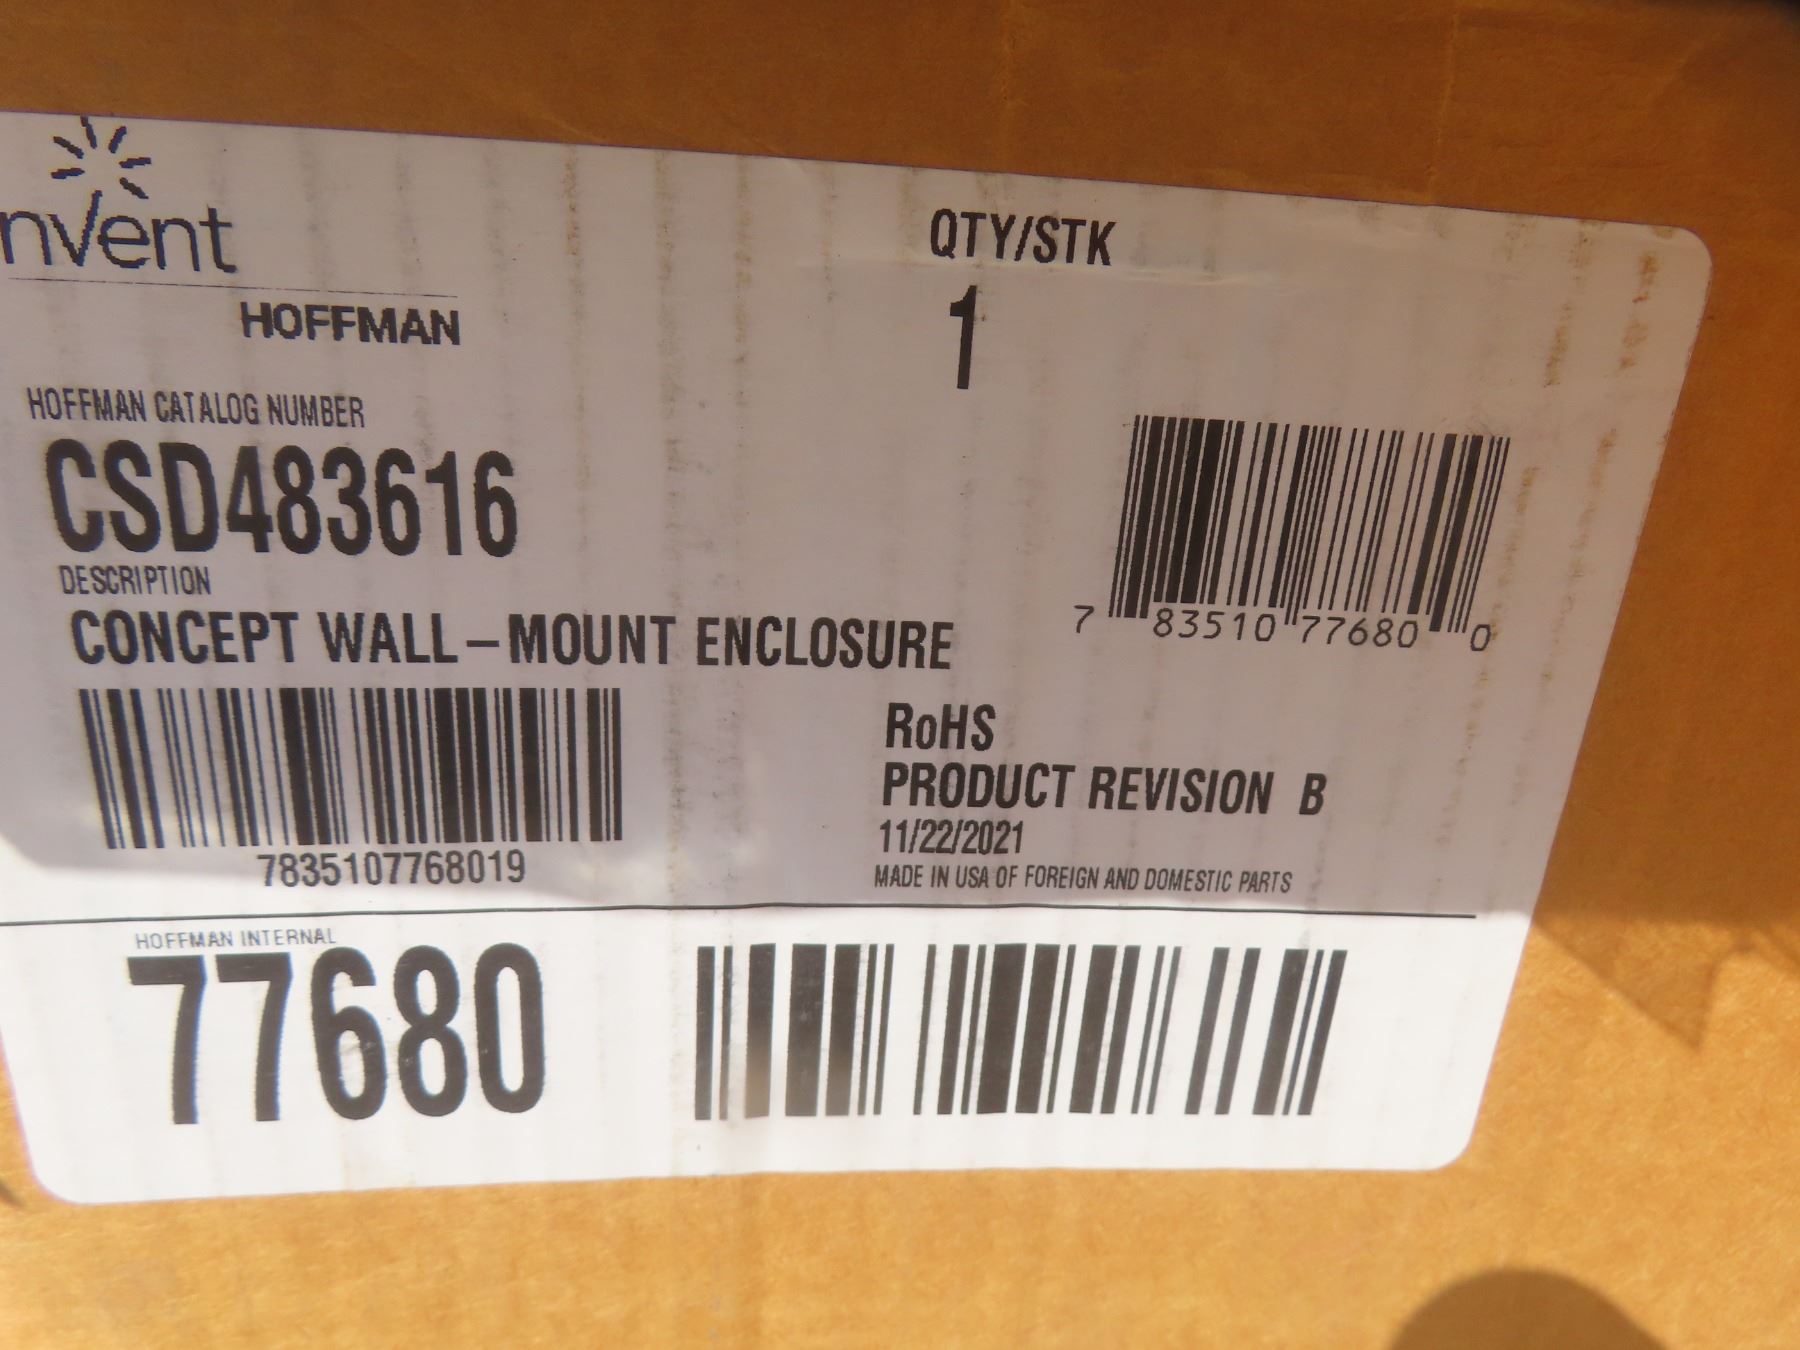 nVent
HOFFMAN
QTY/STK
1
HOFFMAN CATALOG NUMBER
CSD483616
DESCRIPTION
CONCEPT WALL-MOUNT ENCLOSURE
7 83510 77680 0
7835107768019
RoHS
PRODUCT REVISION B
11/22/2021
MADE IN USA OF FOREIGN AND DOMESTIC PARTS
HOFFMAN INTERNAL
77680